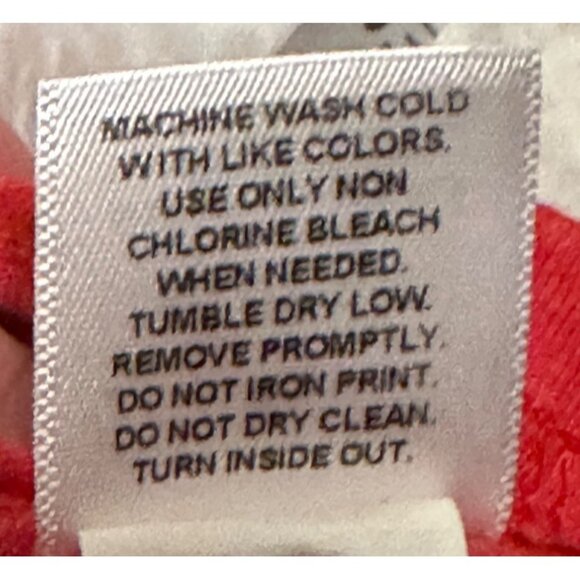 MACHINE WASH COLD
WITH LIKE COLORS.
USE ONLY NON
CHLORINE BLEACH
WHEN NEEDED.
TUMBLE DRY LOW.
REMOVE PROMPTLY.
DO NOT IRON PRINT.
DO NOT DRY CLEAN.
TURN INSIDE OUT.